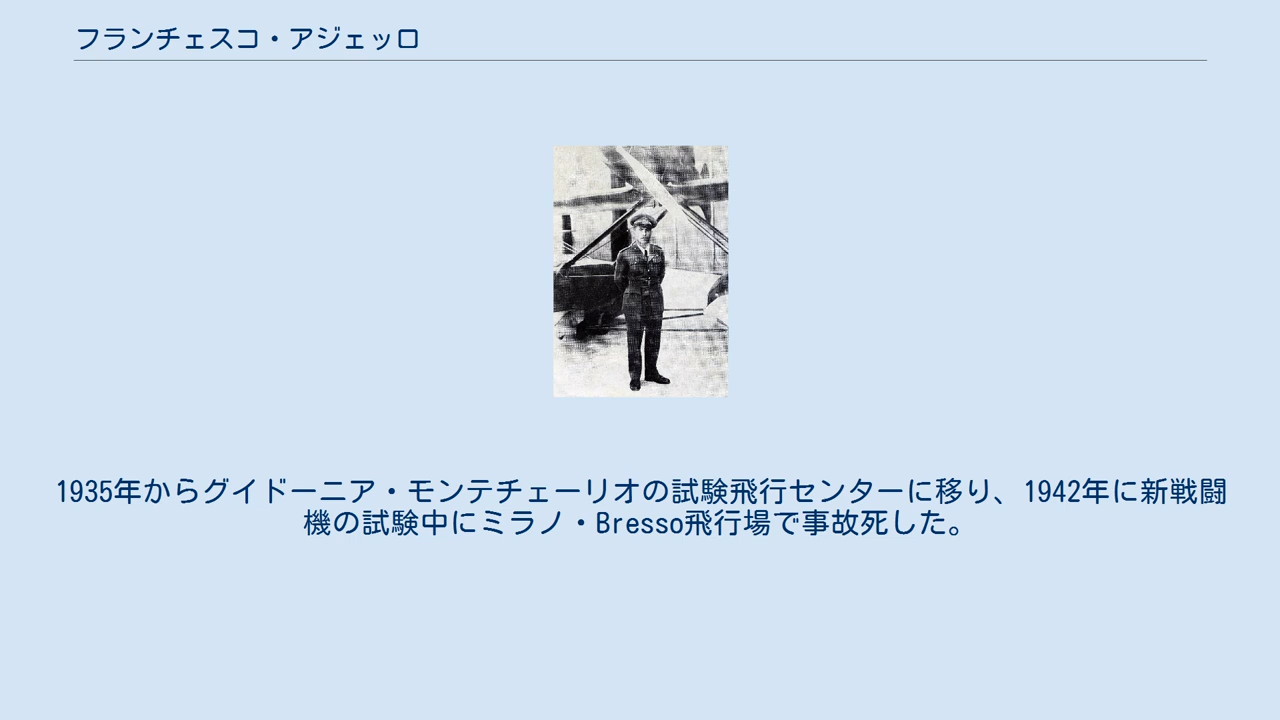 フランチェスコ・アジェッロ
1935年からグイドーニア・モンテチェーリオの試験飛行センターに移り、1942年に新戦闘
機の試験中にミラノ・Bresso飛行場で事故死した。